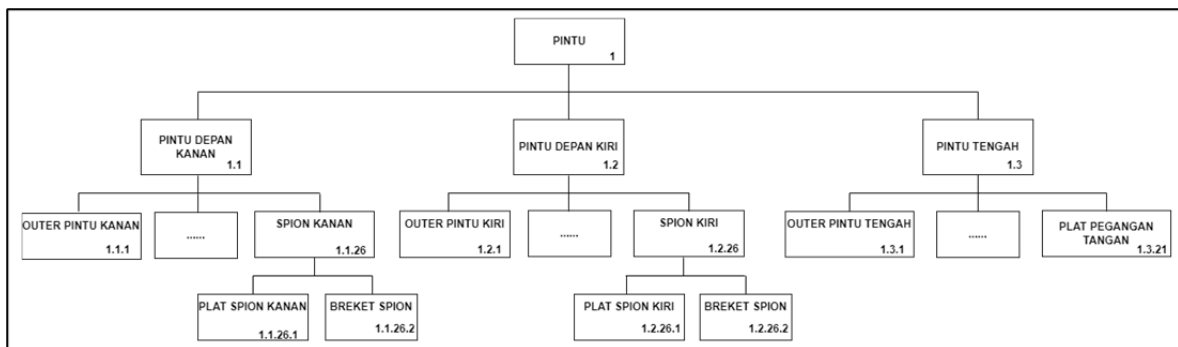 PINTU
1
PINTU DEPAN
KANAN
1.1
PINTU DEPAN KIRI
1.2
PINTU TENGAH
1.3
OUTER PINTU KANAN
1.1.1
......
SPION KANAN
1.1.26
OUTER PINTU KIRI
1.2.1
......
SPION KIRI
1.2.26
OUTER PINTU TENGAH
1.3.1
......
PLAT PEGANGAN
TANGAN
1.3.21
PLAT SPION KANAN
1.1.26.1
BREKET SPION
1.1.26.2
PLAT SPION KIRI
1.2.26.1
BREKET SPION
1.2.26.2